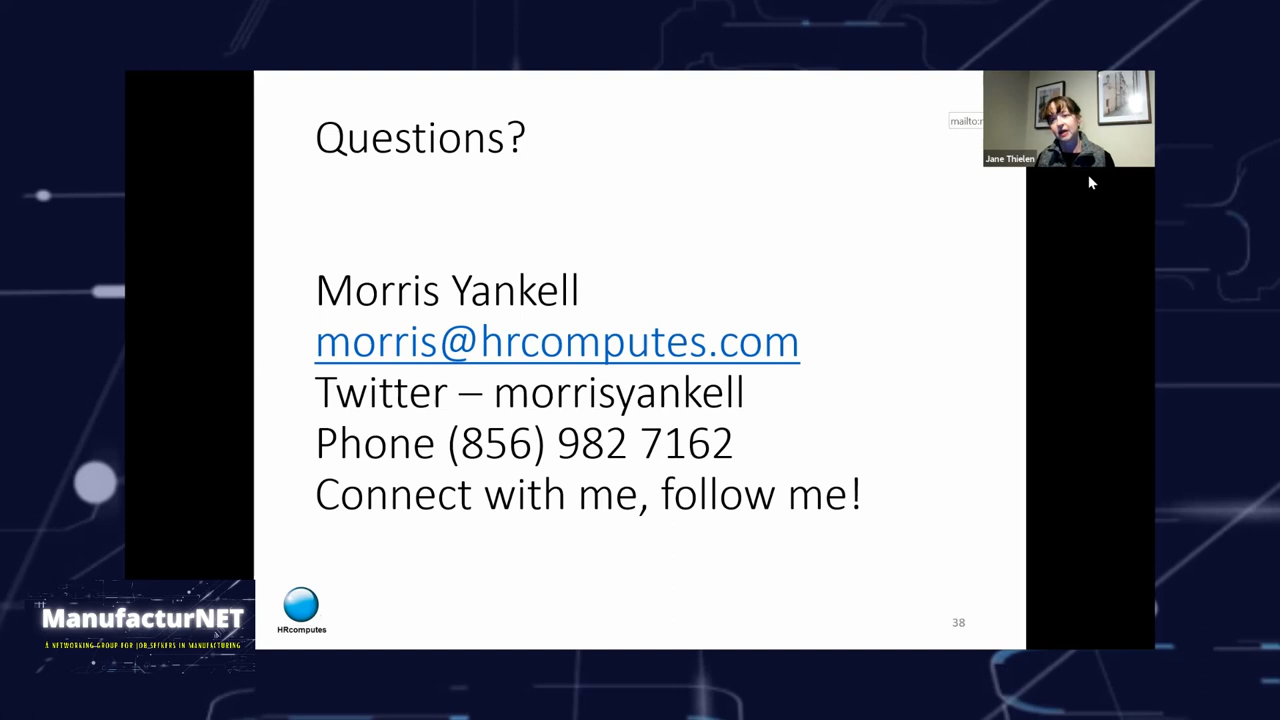 Questions?
mailto:
Jane Thielen
Morris Yankell
morris@hrcomputes.com
Twitter – morrisyankell
Phone (856) 982 7162
Connect with me, follow me!
HRcomputes
38
ManufacturNET
A NETWORKING GROUP FOR JOB SEEKERS IN MANUFACTURING